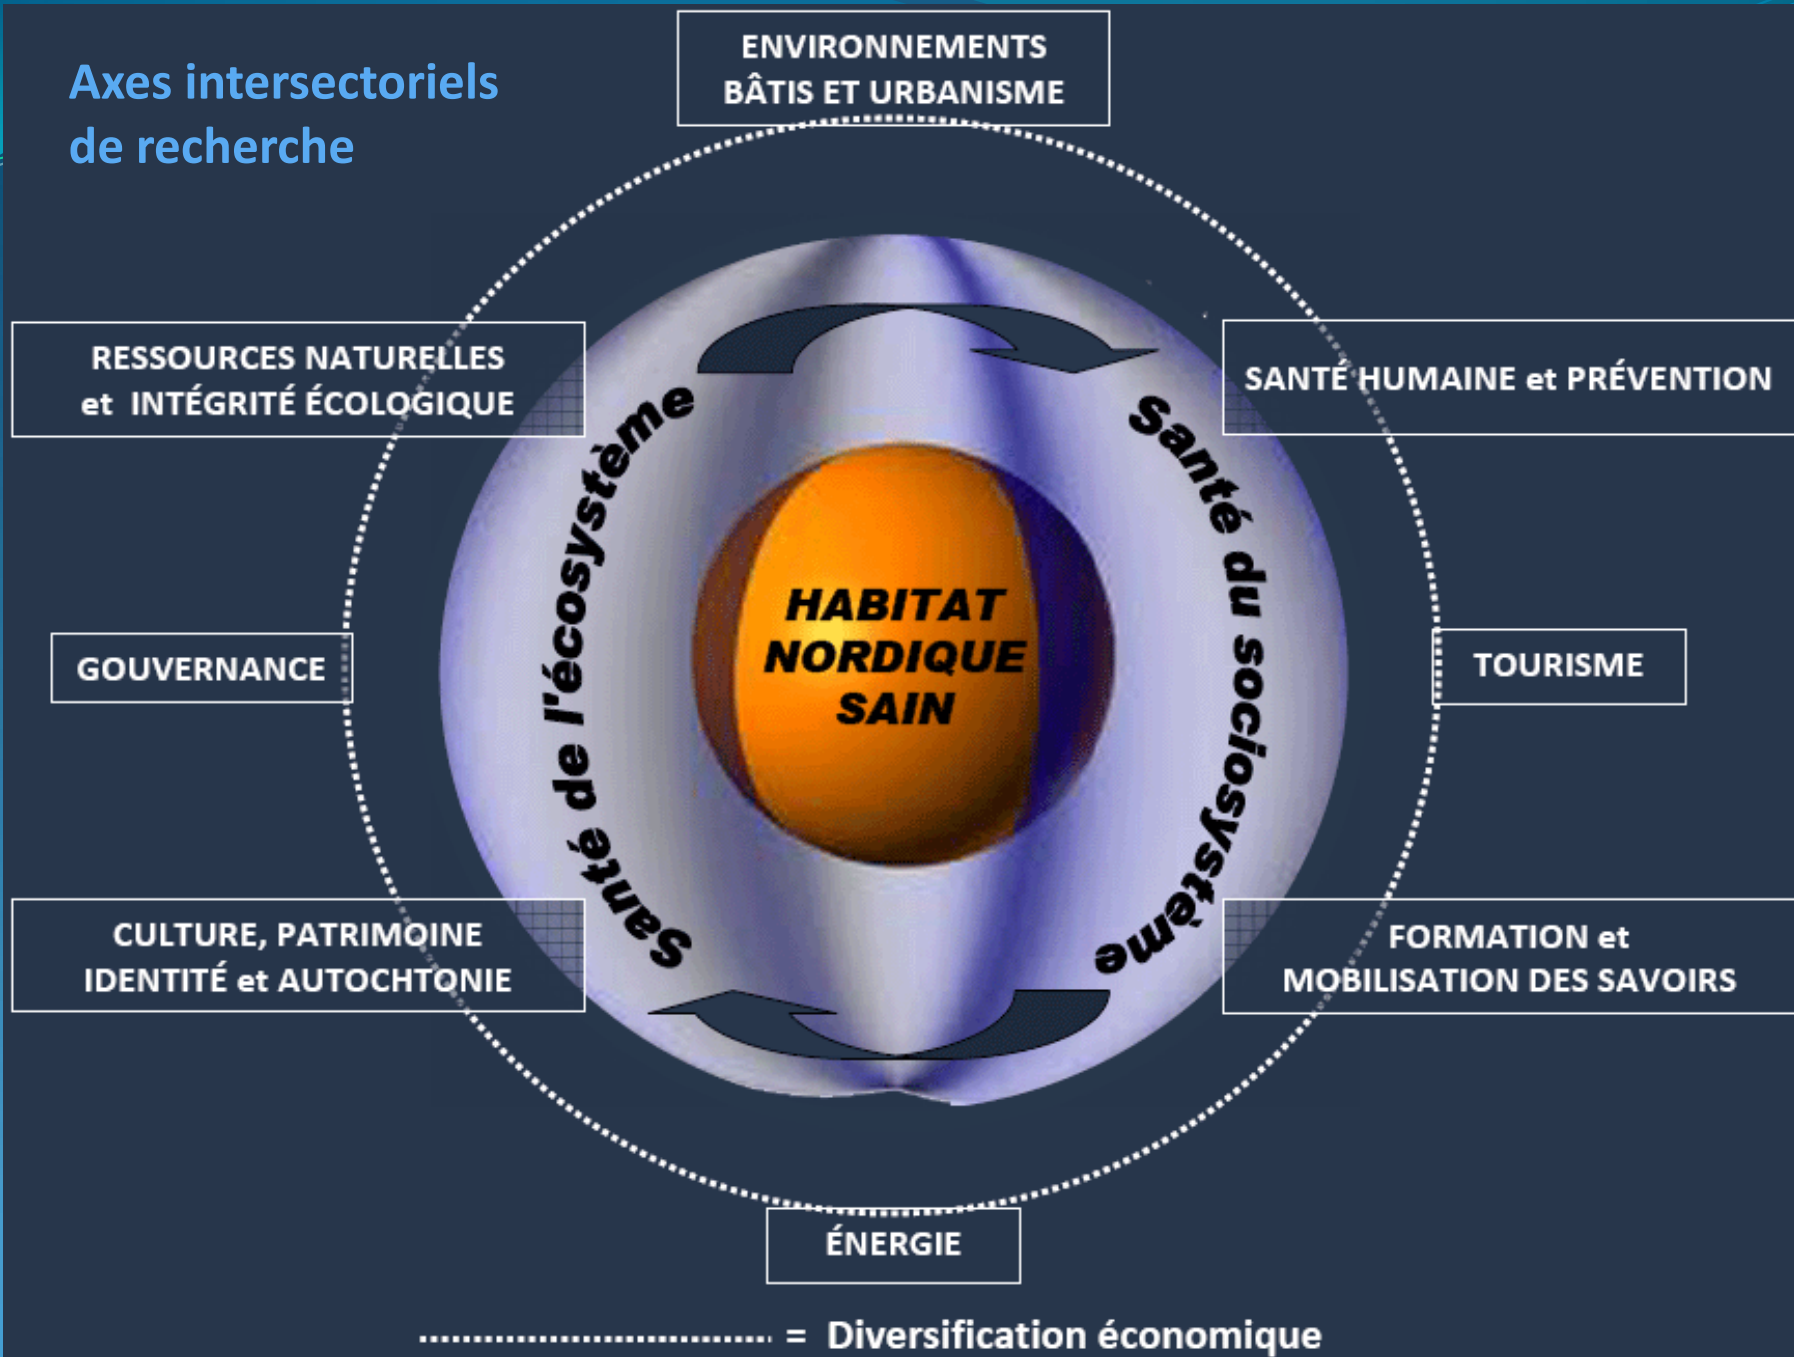 Axes intersectoriels
de recherche
ENVIRONNEMENTS
BÂTIS ET URBANISME
RESSOURCES NATURELLES
et INTÉGRITÉ ÉCOLOGIQUE
SANTÉ HUMAINE et PRÉVENTION
Santé de l'écosystème
Santé du sociosystème
HABITAT
NORDIQUE
SAIN
GOUVERNANCE
TOURISME
CULTURE, PATRIMOINE
IDENTITÉ et AUTOCHTONIE
FORMATION et
MOBILISATION DES SAVOIRS
ÉNERGIE
= Diversification économique